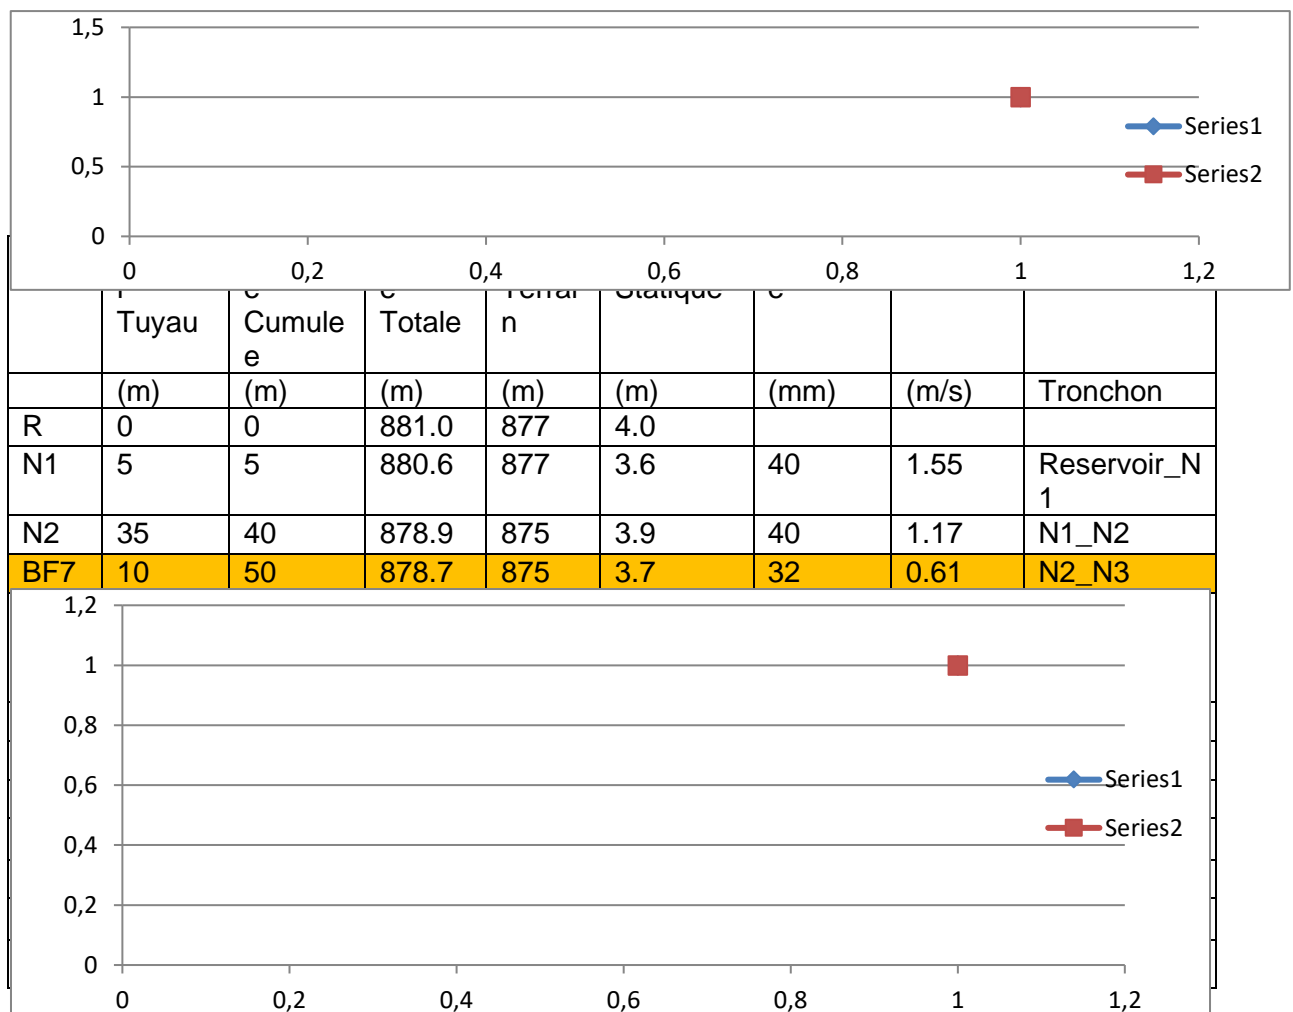 1,5
1
0,5
0
0 0,2 0,4 0,6 0,8 1 1,2
Series1
Series2
Tuyau Cumule Totale n
e
(m) (m) (m) (m) (m) (mm) (m/s) Tronchon
R 0 0 881.0 877 4.0
N1 5 5 880.6 877 3.6 40 1.55 Reservoir_N
1
N2 35 40 878.9 875 3.9 40 1.17 N1_N2
BF7 10 50 878.7 875 3.7 32 0.61 N2_N3
1,2
1
0,8
0,6
0,4
0,2
0
0 0,2 0,4 0,6 0,8 1 1,2
Series1
Series2